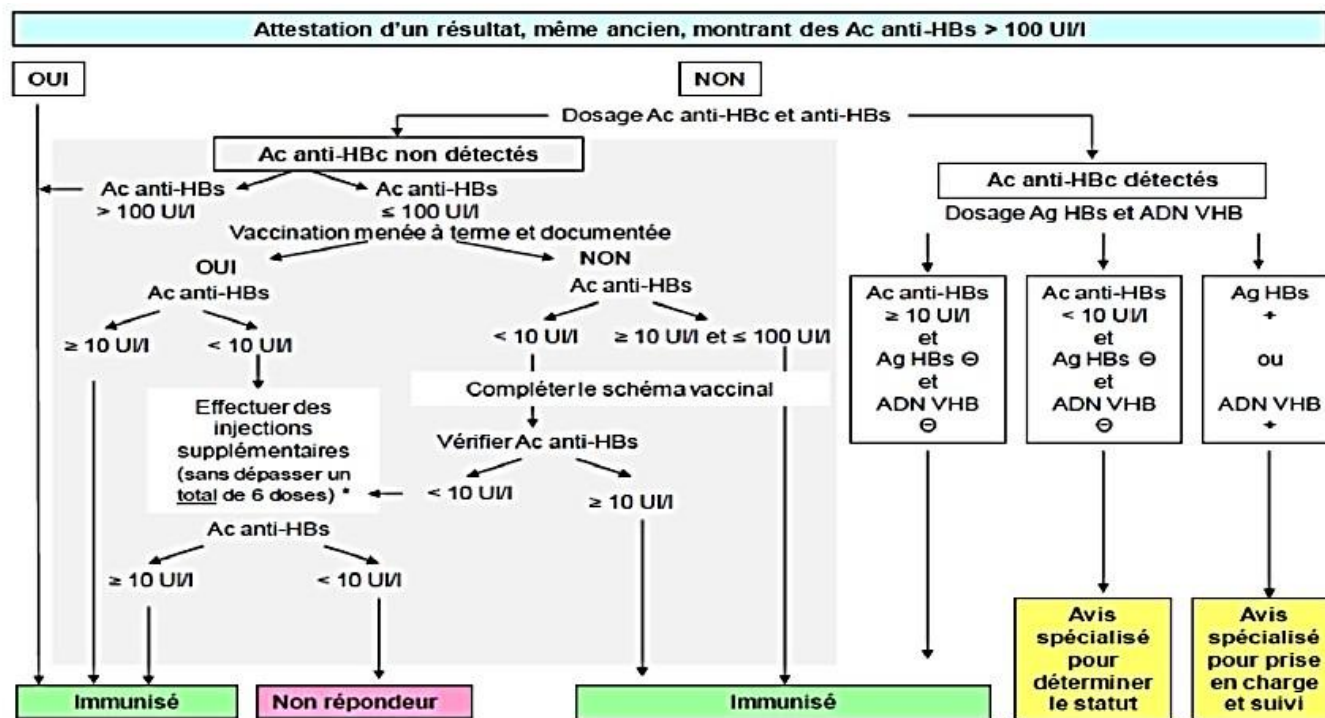 Attestation d'un résultat, même ancien, montrant des Ac anti-HBs > 100 UI/l
OUI
NON
Dosage Ac anti-HBc et anti-HBs
Ac anti-HBc non détectés
Ac anti-HBs
> 100 UI/l
Ac anti-HBs
≤ 100 UI/l
Vaccination menée à terme et documentée
OUI
Ac anti-HBs
≥ 10 UI/l
< 10 UI/l
Effectuer des
injections
supplémentaires
(sans dépasser un
total de 6 doses) *
Ac anti-HBs
≥ 10 UI/l
< 10 UI/l
NON
Ac anti-HBs
< 10 UI/l
≥ 10 UI/l et ≤ 100 UI/l
Compléter le schéma vaccinal
Vérifier Ac anti-HBs
< 10 UI/l
≥ 10 UI/l
Ac anti-HBc détectés
Dosage Ag HBs et ADN VHB
Ac anti-HBs
≥ 10 UI/l
et
Ag HBs ⊖
et
ADN VHB
⊖
Ac anti-HBs
< 10 UI/l
et
Ag HBs ⊖
et
ADN VHB
⊖
Ag HBs
+
ou
ADN VHB
+
Immunisé
Non répondeur
Immunisé
Avis
spécialisé
pour
déterminer
le statut
Avis
spécialisé
pour prise
en charge
et suivi